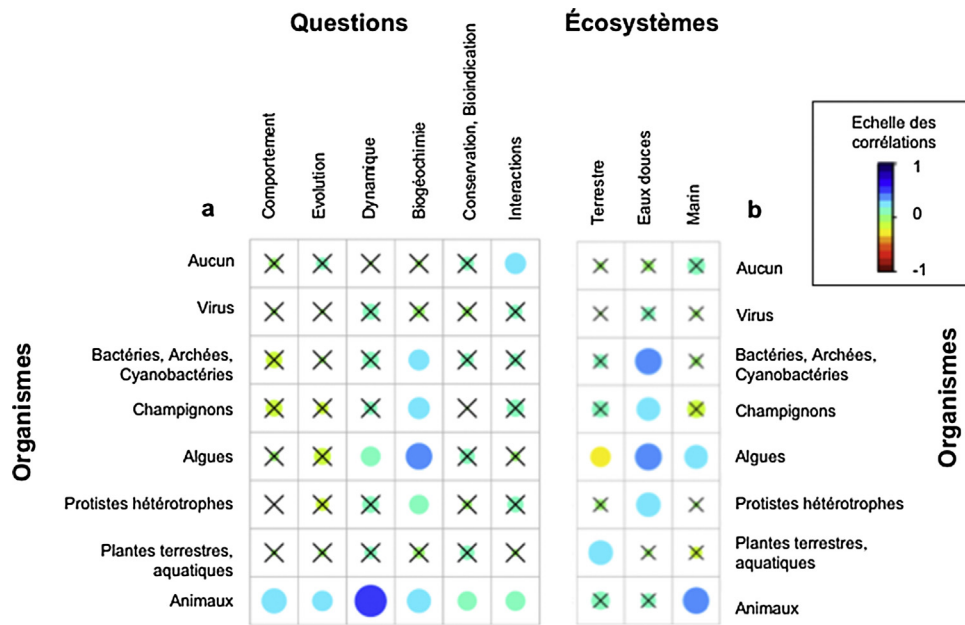 Questions
Écosystèmes
Comportement
Evolution
Dynamique
Biogéochimie
Conservation, Bioindication
Interactions
Terrestre
Eaux douces
Marin
Echelle des
corrélations
1
0
-1
a
b
Organismes
Aucun
Virus
Bactéries, Archées,
Cyanobactéries
Champignons
Algues
Protistes hétérotrophes
Plantes terrestres,
aquatiques
Animaux
Aucun
Virus
Bactéries, Archées,
Cyanobactéries
Champignons
Algues
Protistes hétérotrophes
Plantes terrestres,
aquatiques
Animaux
Organismes